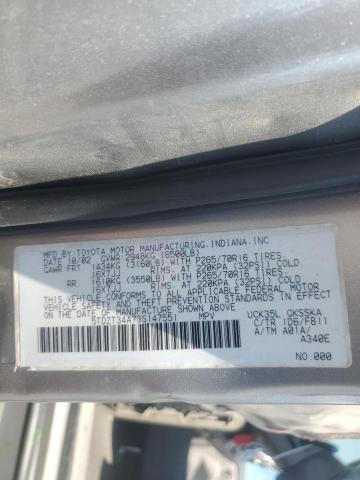 MFD.BY:TOYOTA MOTOR MANUFACTURING,INDIANA,INC
DATE 10/02 GVWR 2948KG (6500LB)
GAWR FRT 1434KG (3160LB) WITH P265/70R16 TIRES,
16X7JJ RIMS, AT 220KPA (32PSI) COLD.
RR 1610KG (3550LB) WITH P265/70R16 TIRES,
16X7JJ RIMS, AT 220KPA (32PSI) COLD.
THIS VEHICLE CONFORMS TO ALL APPLICABLE FEDERAL MOTOR
VEHICLE SAFETY, BUMPER, AND THEFT PREVENTION STANDARDS
IN EFFECT ON THE DATE OF MANUFACTURE SHOWN ABOVE.
5TDZT34A73S147551 MPV
UCK35L GKSSKA
C/TR 1D6/FB11
A/TM A01A/
A340E
NO.000